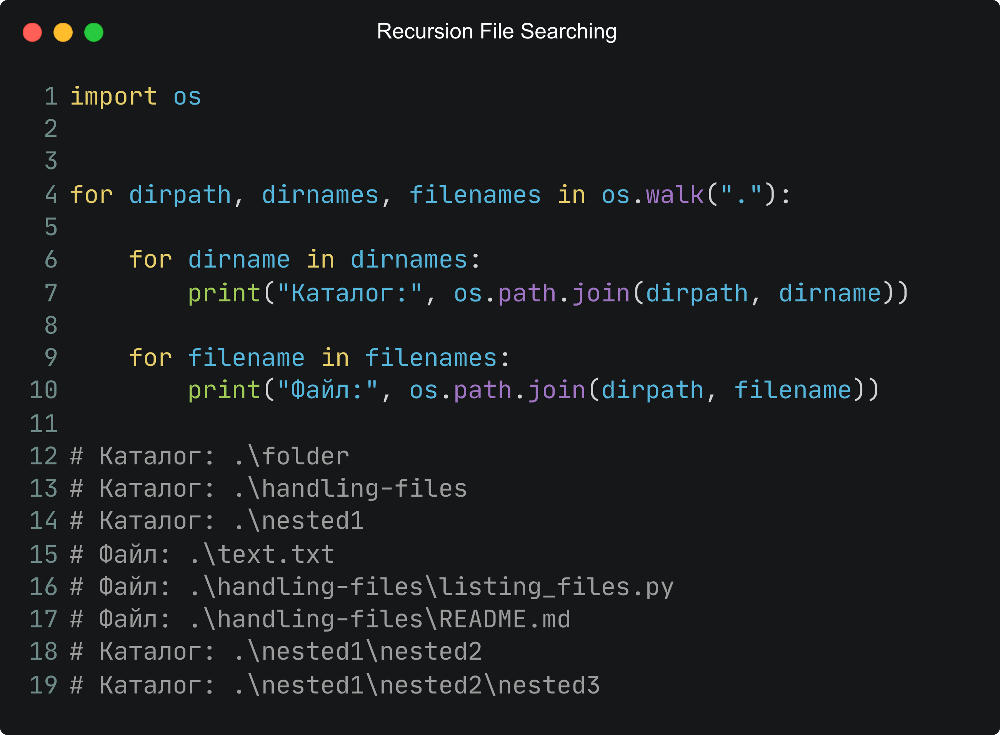 Recursion File Searching
1 import os
2
3
4 for dirpath, dirnames, filenames in os.walk("."):
5
6     for dirname in dirnames:
7         print("Каталог:", os.path.join(dirpath, dirname))
8
9     for filename in filenames:
10         print("Файл:", os.path.join(dirpath, filename))
11
12 # Каталог: .\folder
13 # Каталог: .\handling-files
14 # Каталог: .\nested1
15 # Файл: .\text.txt
16 # Файл: .\handling-files\listing_files.py
17 # Файл: .\handling-files\README.md
18 # Каталог: .\nested1\nested2
19 # Каталог: .\nested1\nested2\nested3